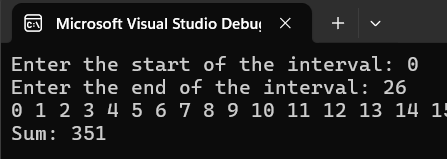 Microsoft Visual Studio Debu
Enter the start of the interval: 0
Enter the end of the interval: 26
0 1 2 3 4 5 6 7 8 9 10 11 12 13 14 15
Sum: 351